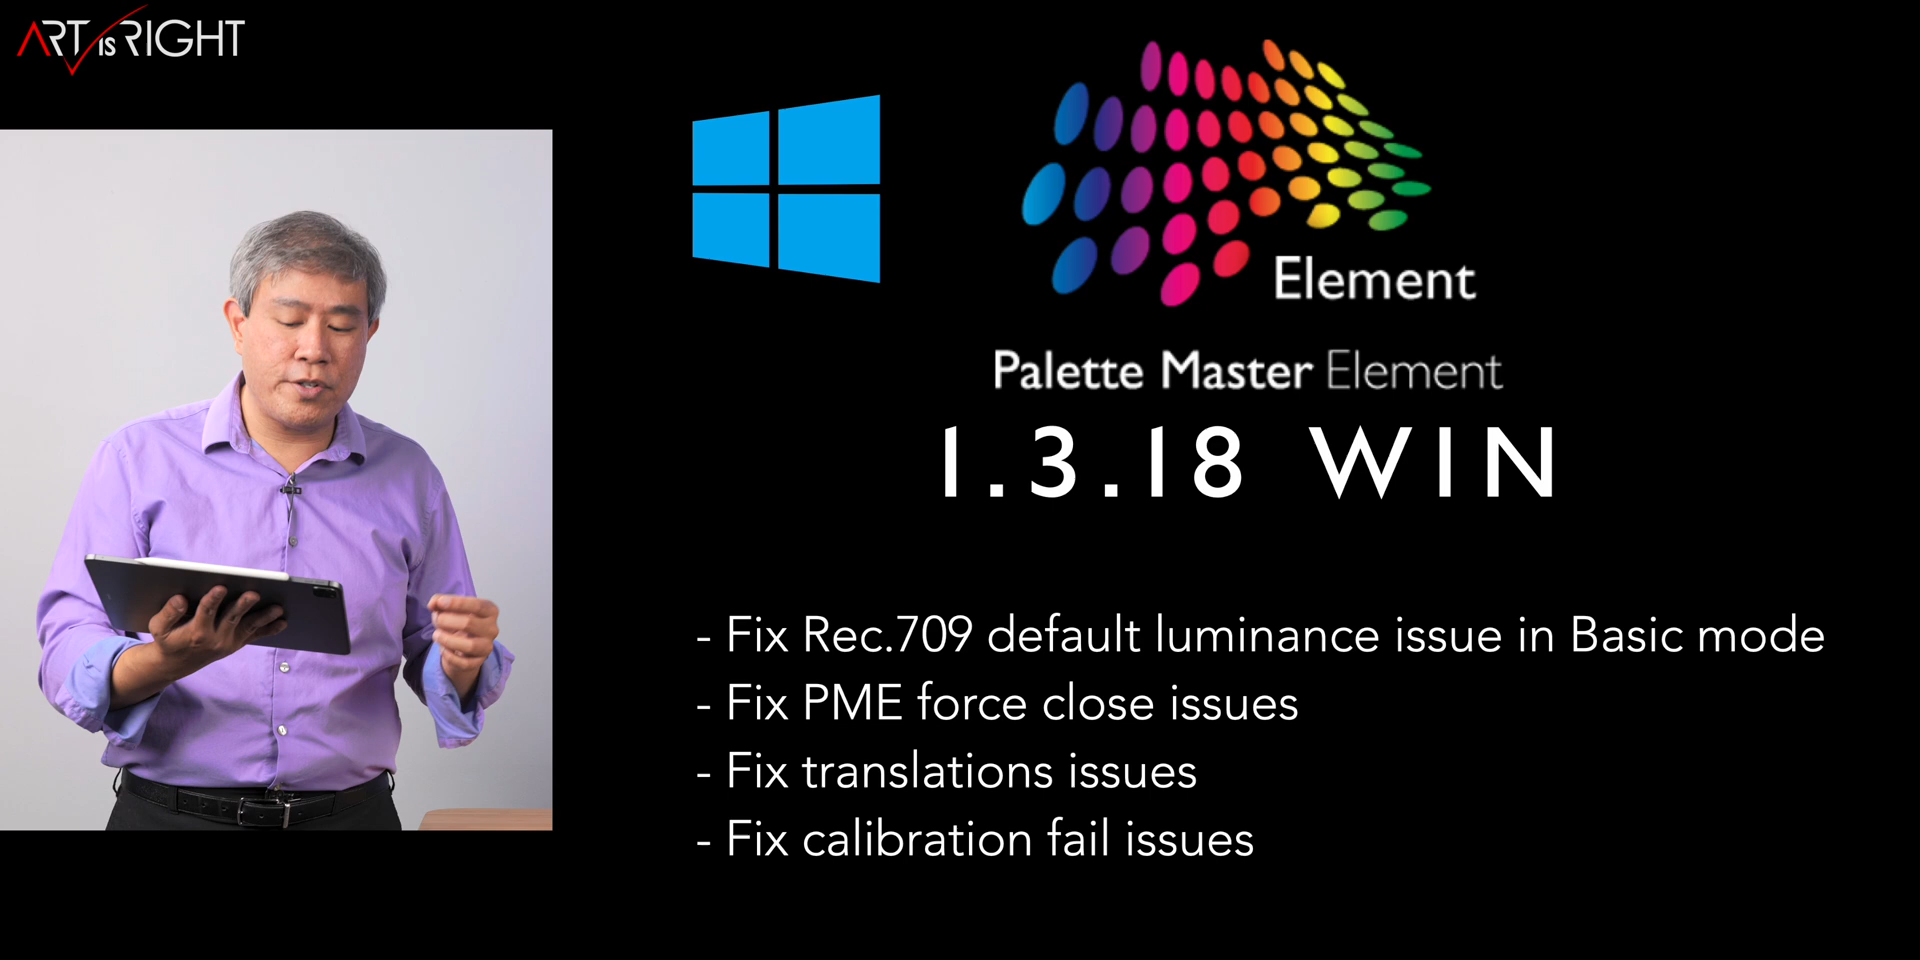 ART is RIGHT
Element
Palette Master Element
1.3.18 WIN
- Fix Rec.709 default luminance issue in Basic mode
- Fix PME force close issues
- Fix translations issues
- Fix calibration fail issues